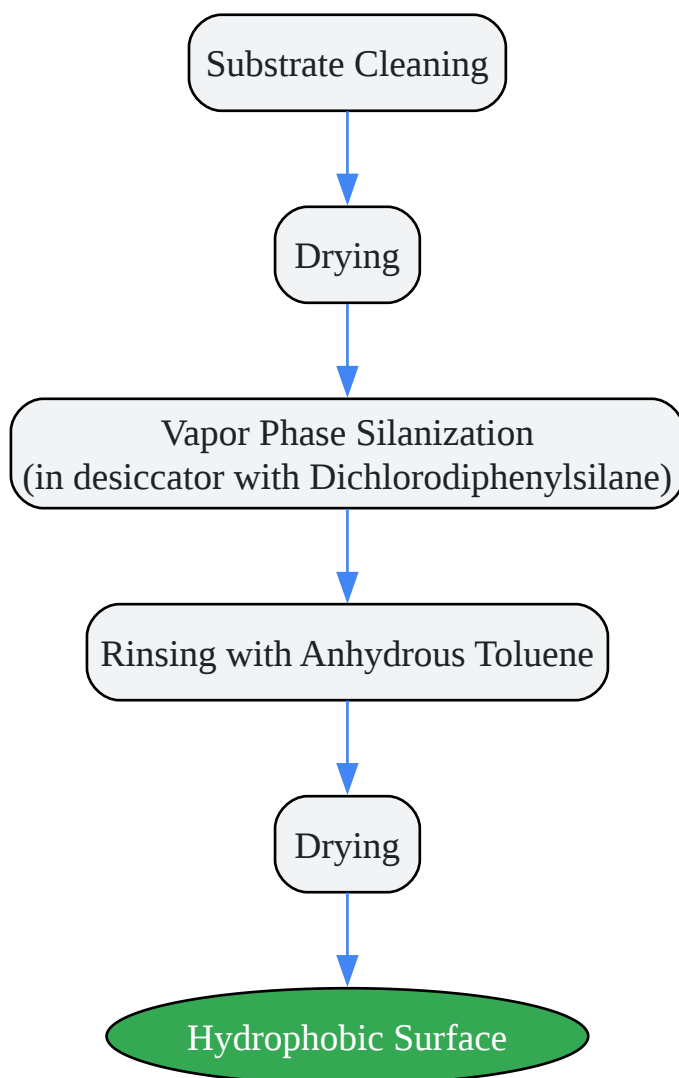 Substrate Cleaning
Drying
Vapor Phase Silanization
(in desiccator with Dichlorodiphenylsilane)
Rinsing with Anhydrous Toluene
Drying
Hydrophobic Surface